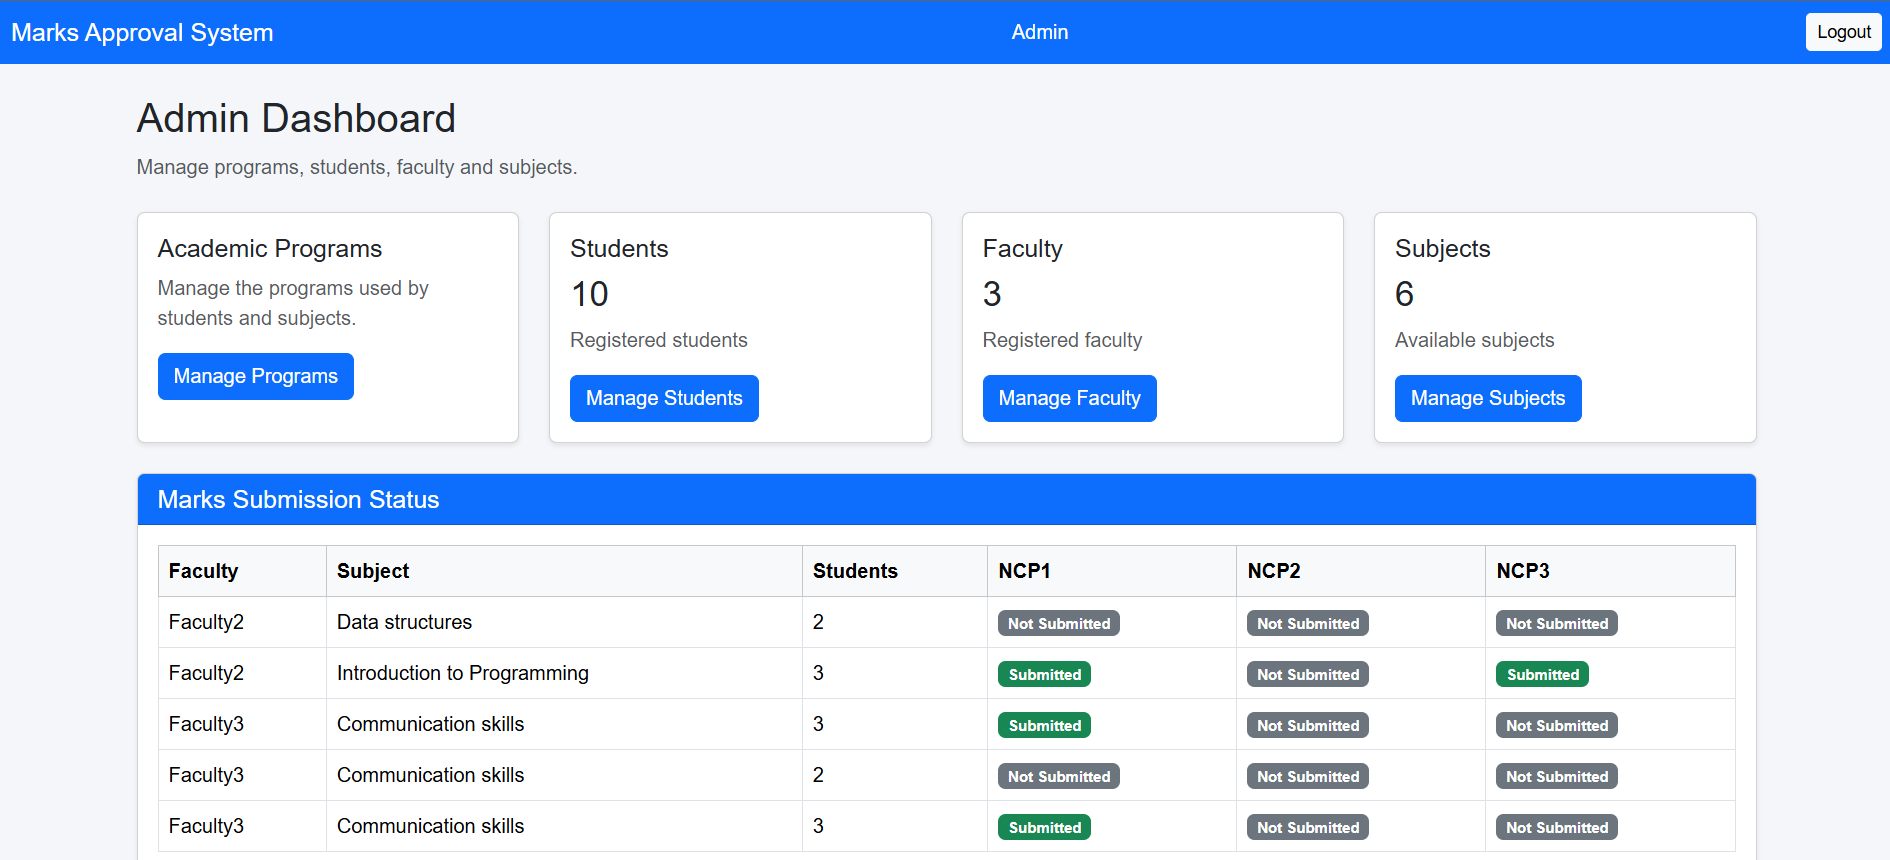 Marks Approval System Admin Logout
Admin Dashboard
Manage programs, students, faculty and subjects.
Academic Programs
Manage the programs used by
students and subjects.
Manage Programs
Students
10
Registered students
Manage Students
Faculty
3
Registered faculty
Manage Faculty
Subjects
6
Available subjects
Manage Subjects
Marks Submission Status
Faculty Subject Students NCP1 NCP2 NCP3
Faculty2 Data structures 2 Not Submitted Not Submitted Not Submitted
Faculty2 Introduction to Programming 3 Submitted Not Submitted Submitted
Faculty3 Communication skills 3 Submitted Not Submitted Not Submitted
Faculty3 Communication skills 2 Not Submitted Not Submitted Not Submitted
Faculty3 Communication skills 3 Submitted Not Submitted Not Submitted